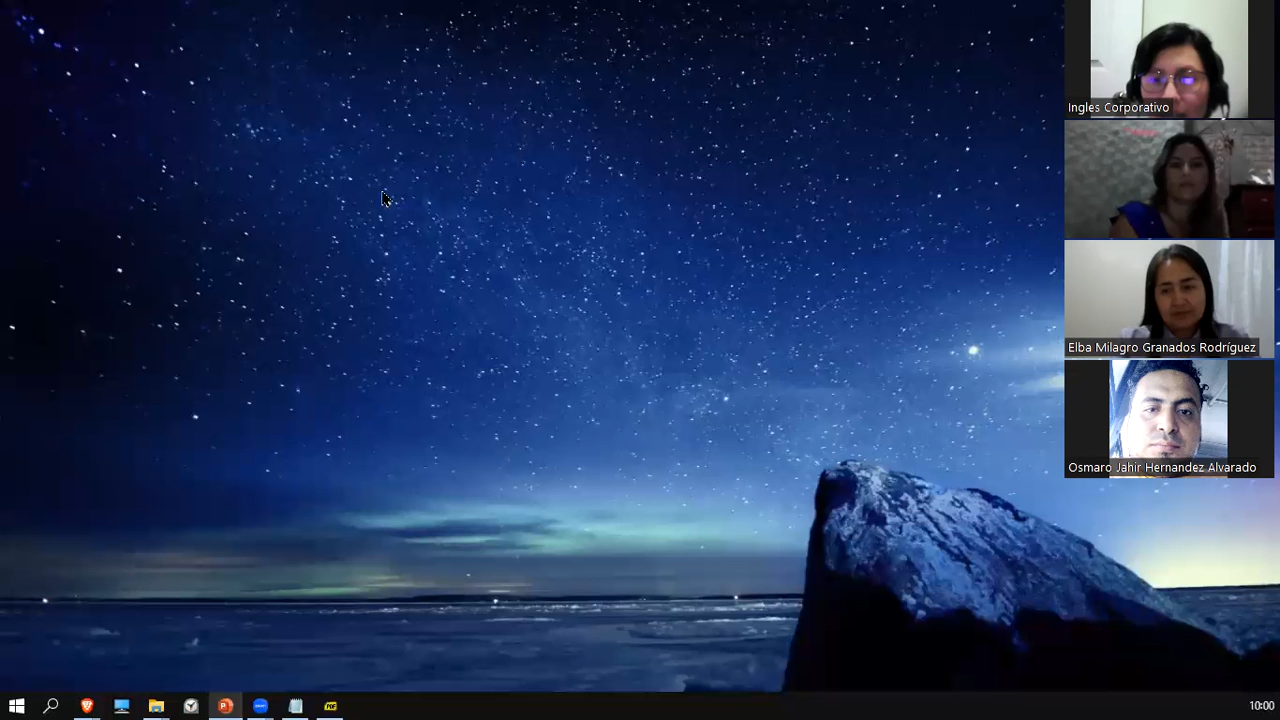 Ingles Corporativo
Elba Milagro Granados Rodríguez
Osmaro Jahir Hernandez Alvarado
10:00